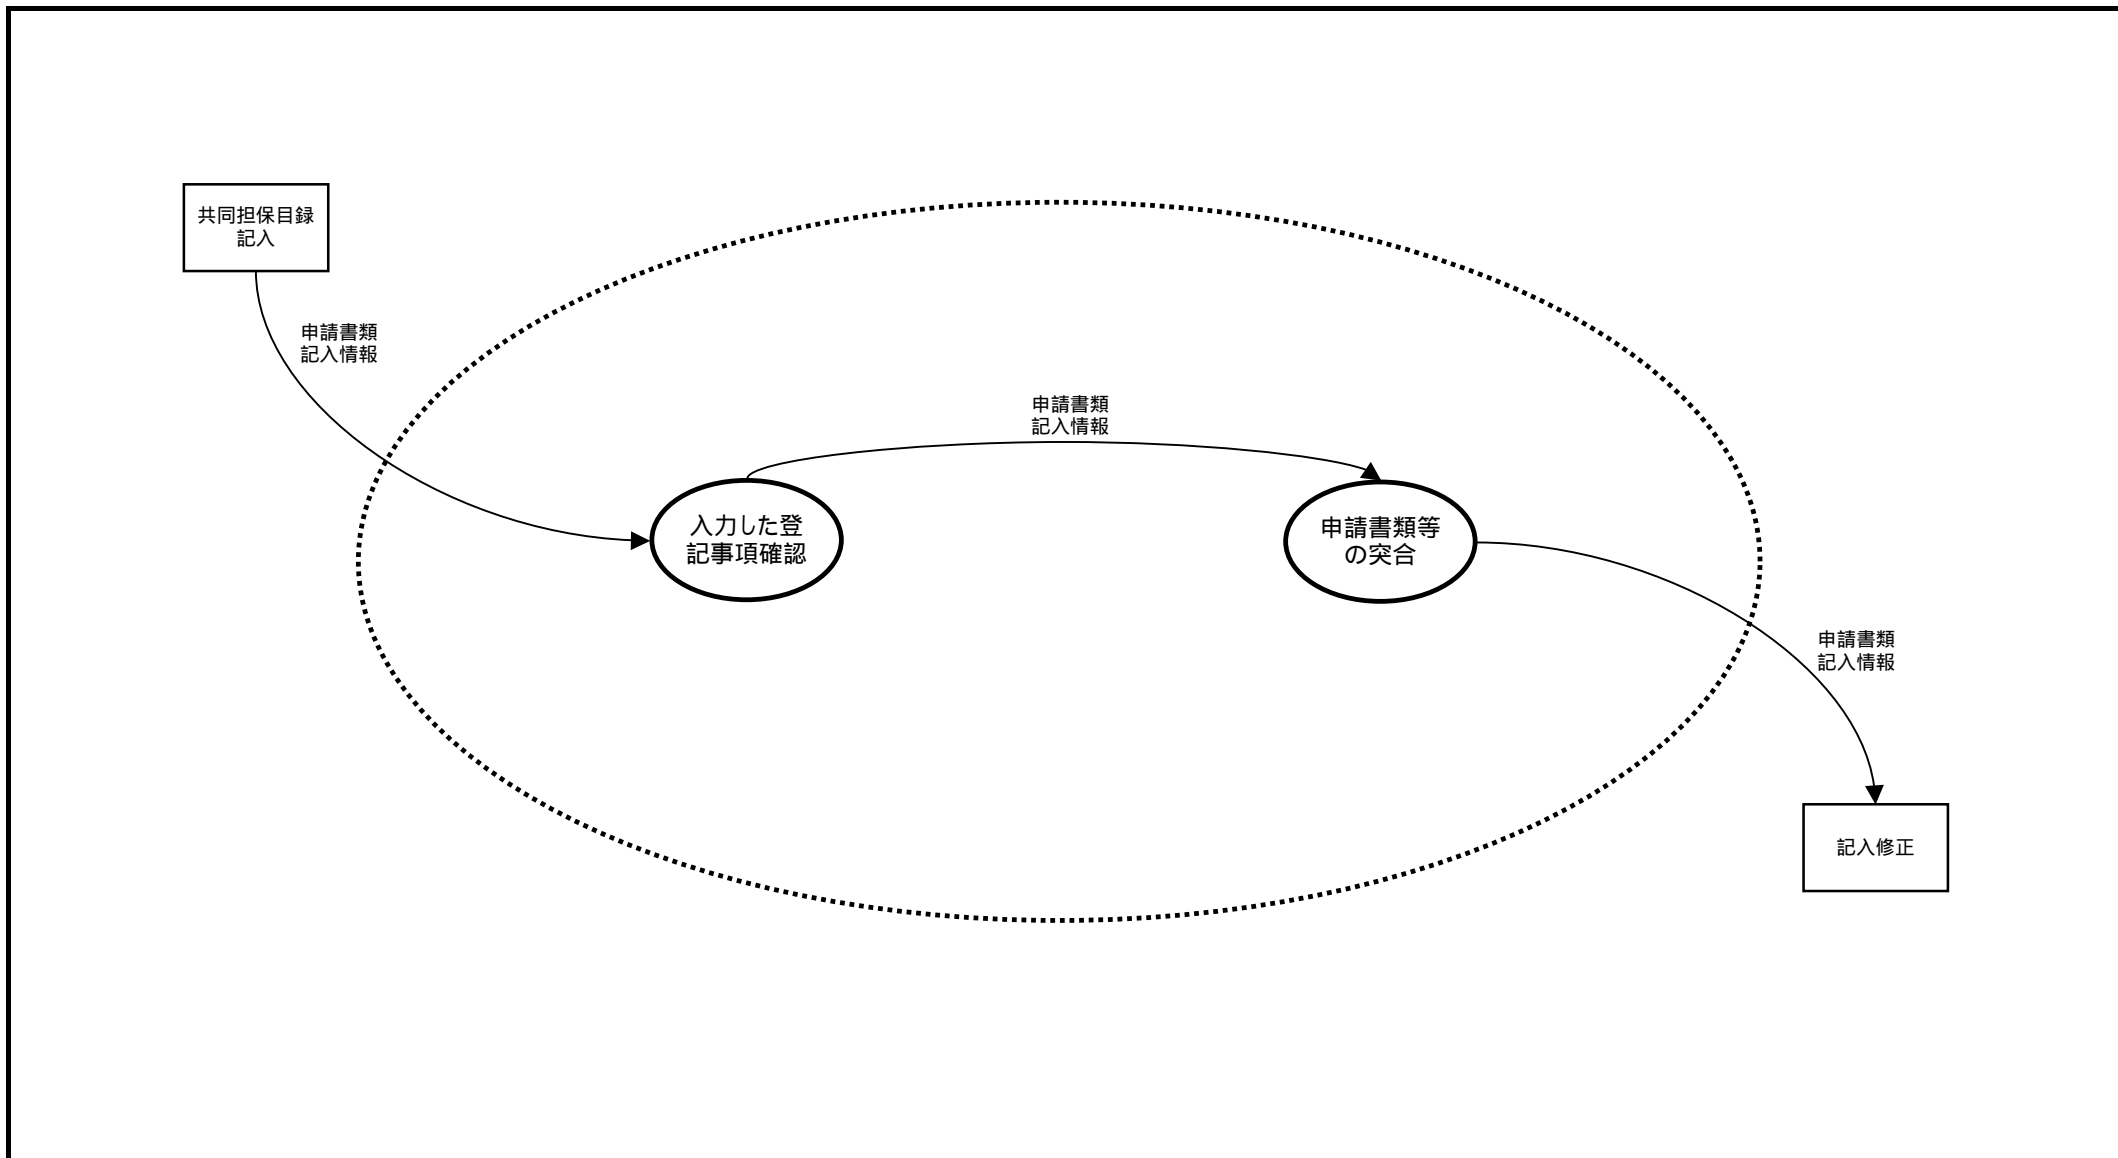 共同担保目録
記入
申請書類
記入情報
申請書類
記入情報
入力した登
記事項確認
申請書類等
の突合
申請書類
記入情報
記入修正